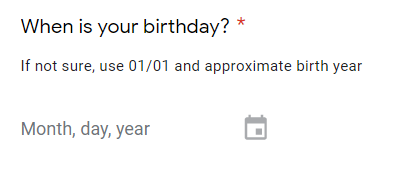 When is your birthday? *
If not sure, use 01/01 and approximate birth year
Month, day, year